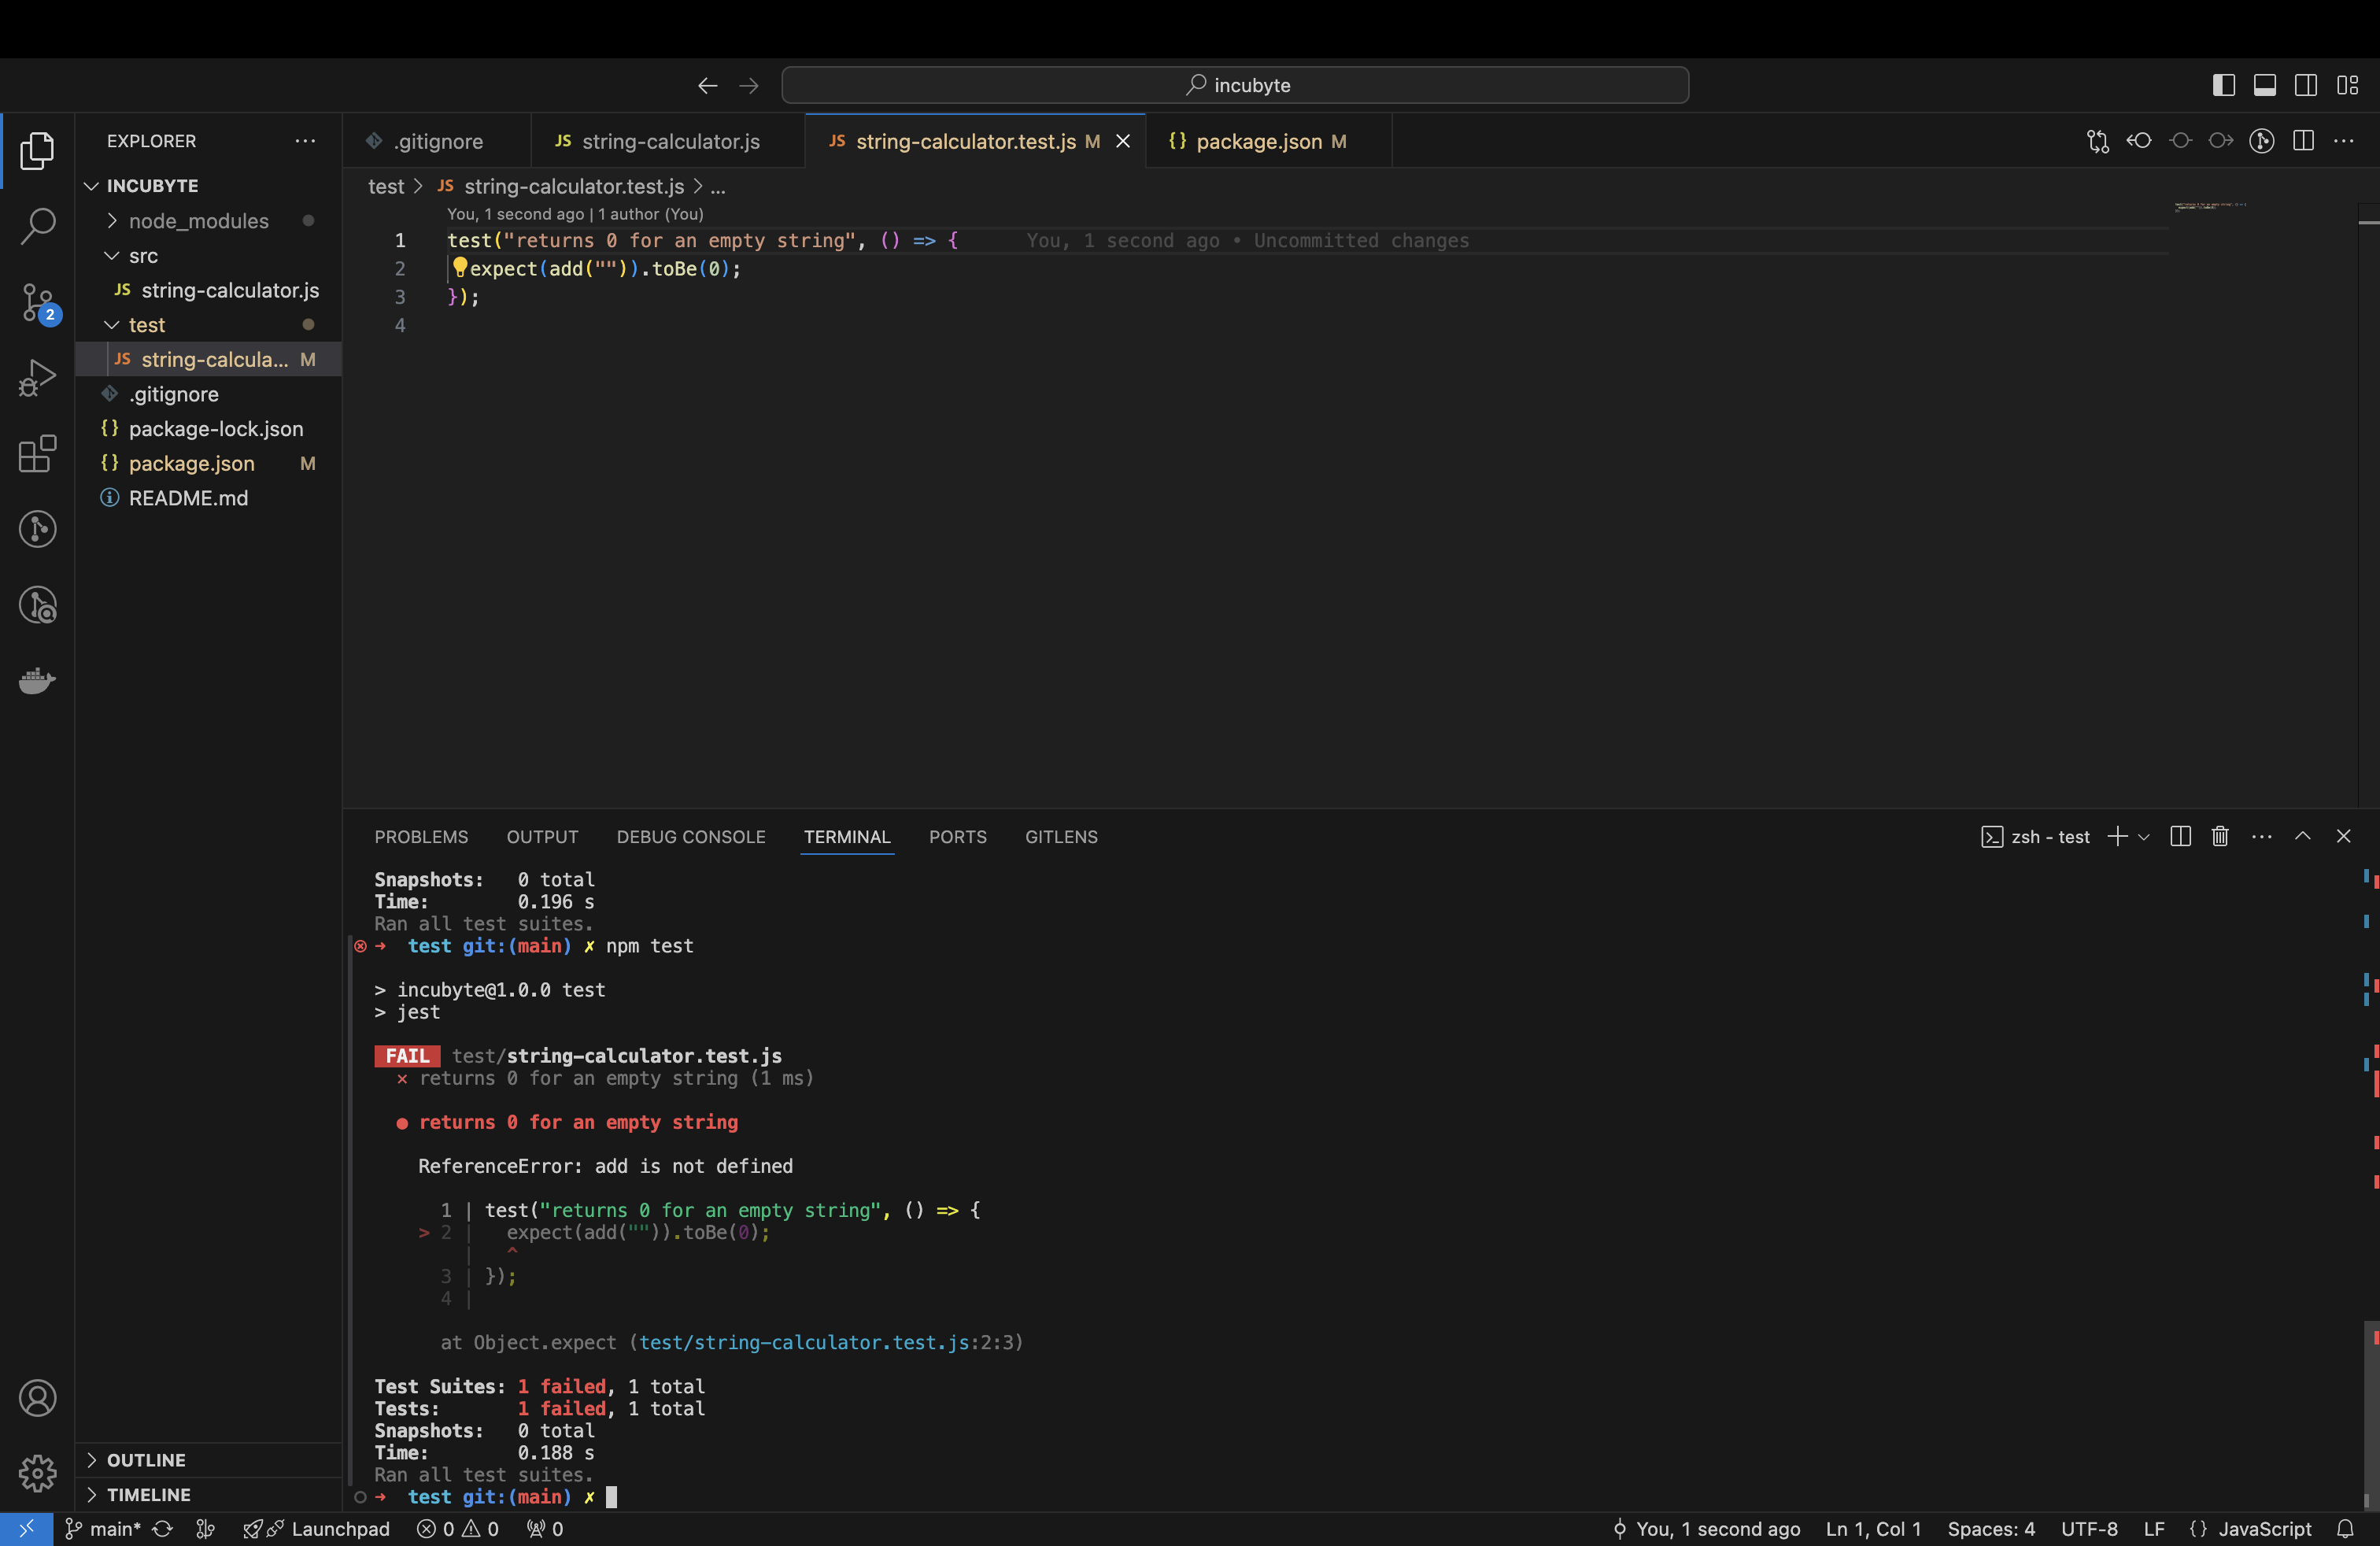 incubyte
EXPLORER
.gitignore
JS string-calculator.js
JS string-calculator.test.js M
{} package.json M
INCUBYTE
node_modules
src
JS string-calculator.js
test
JS string-calcula... M
.gitignore
{} package-lock.json
{} package.json M
README.md
OUTLINE
TIMELINE
2
test > JS string-calculator.test.js > ...
You, 1 second ago | 1 author (You)
1 test("returns 0 for an empty string", () => { You, 1 second ago • Uncommitted changes
2 expect(add("")).toBe(0);
3 });
4
PROBLEMS OUTPUT DEBUG CONSOLE TERMINAL PORTS GITLENS
zsh - test
Snapshots: 0 total
Time: 0.196 s
Ran all test suites.
➜ test git:(main) ✗ npm test
> incubyte@1.0.0 test
> jest
FAIL test/string-calculator.test.js
✕ returns 0 for an empty string (1 ms)
● returns 0 for an empty string
ReferenceError: add is not defined
1 | test("returns 0 for an empty string", () => {
> 2 | expect(add("")).toBe(0);
| ^
3 | });
4 |
at Object.expect (test/string-calculator.test.js:2:3)
Test Suites: 1 failed, 1 total
Tests: 1 failed, 1 total
Snapshots: 0 total
Time: 0.188 s
Ran all test suites.
➜ test git:(main) ✗
main* Launchpad 0 0 0 You, 1 second ago Ln 1, Col 1 Spaces: 4 UTF-8 LF {} JavaScript